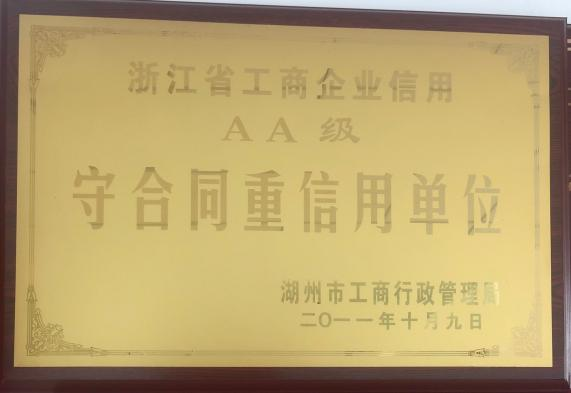 浙江省工商企业信用
AA级
守合同重信用单位
湖州市工商行政管理局
二〇一一年十月九日